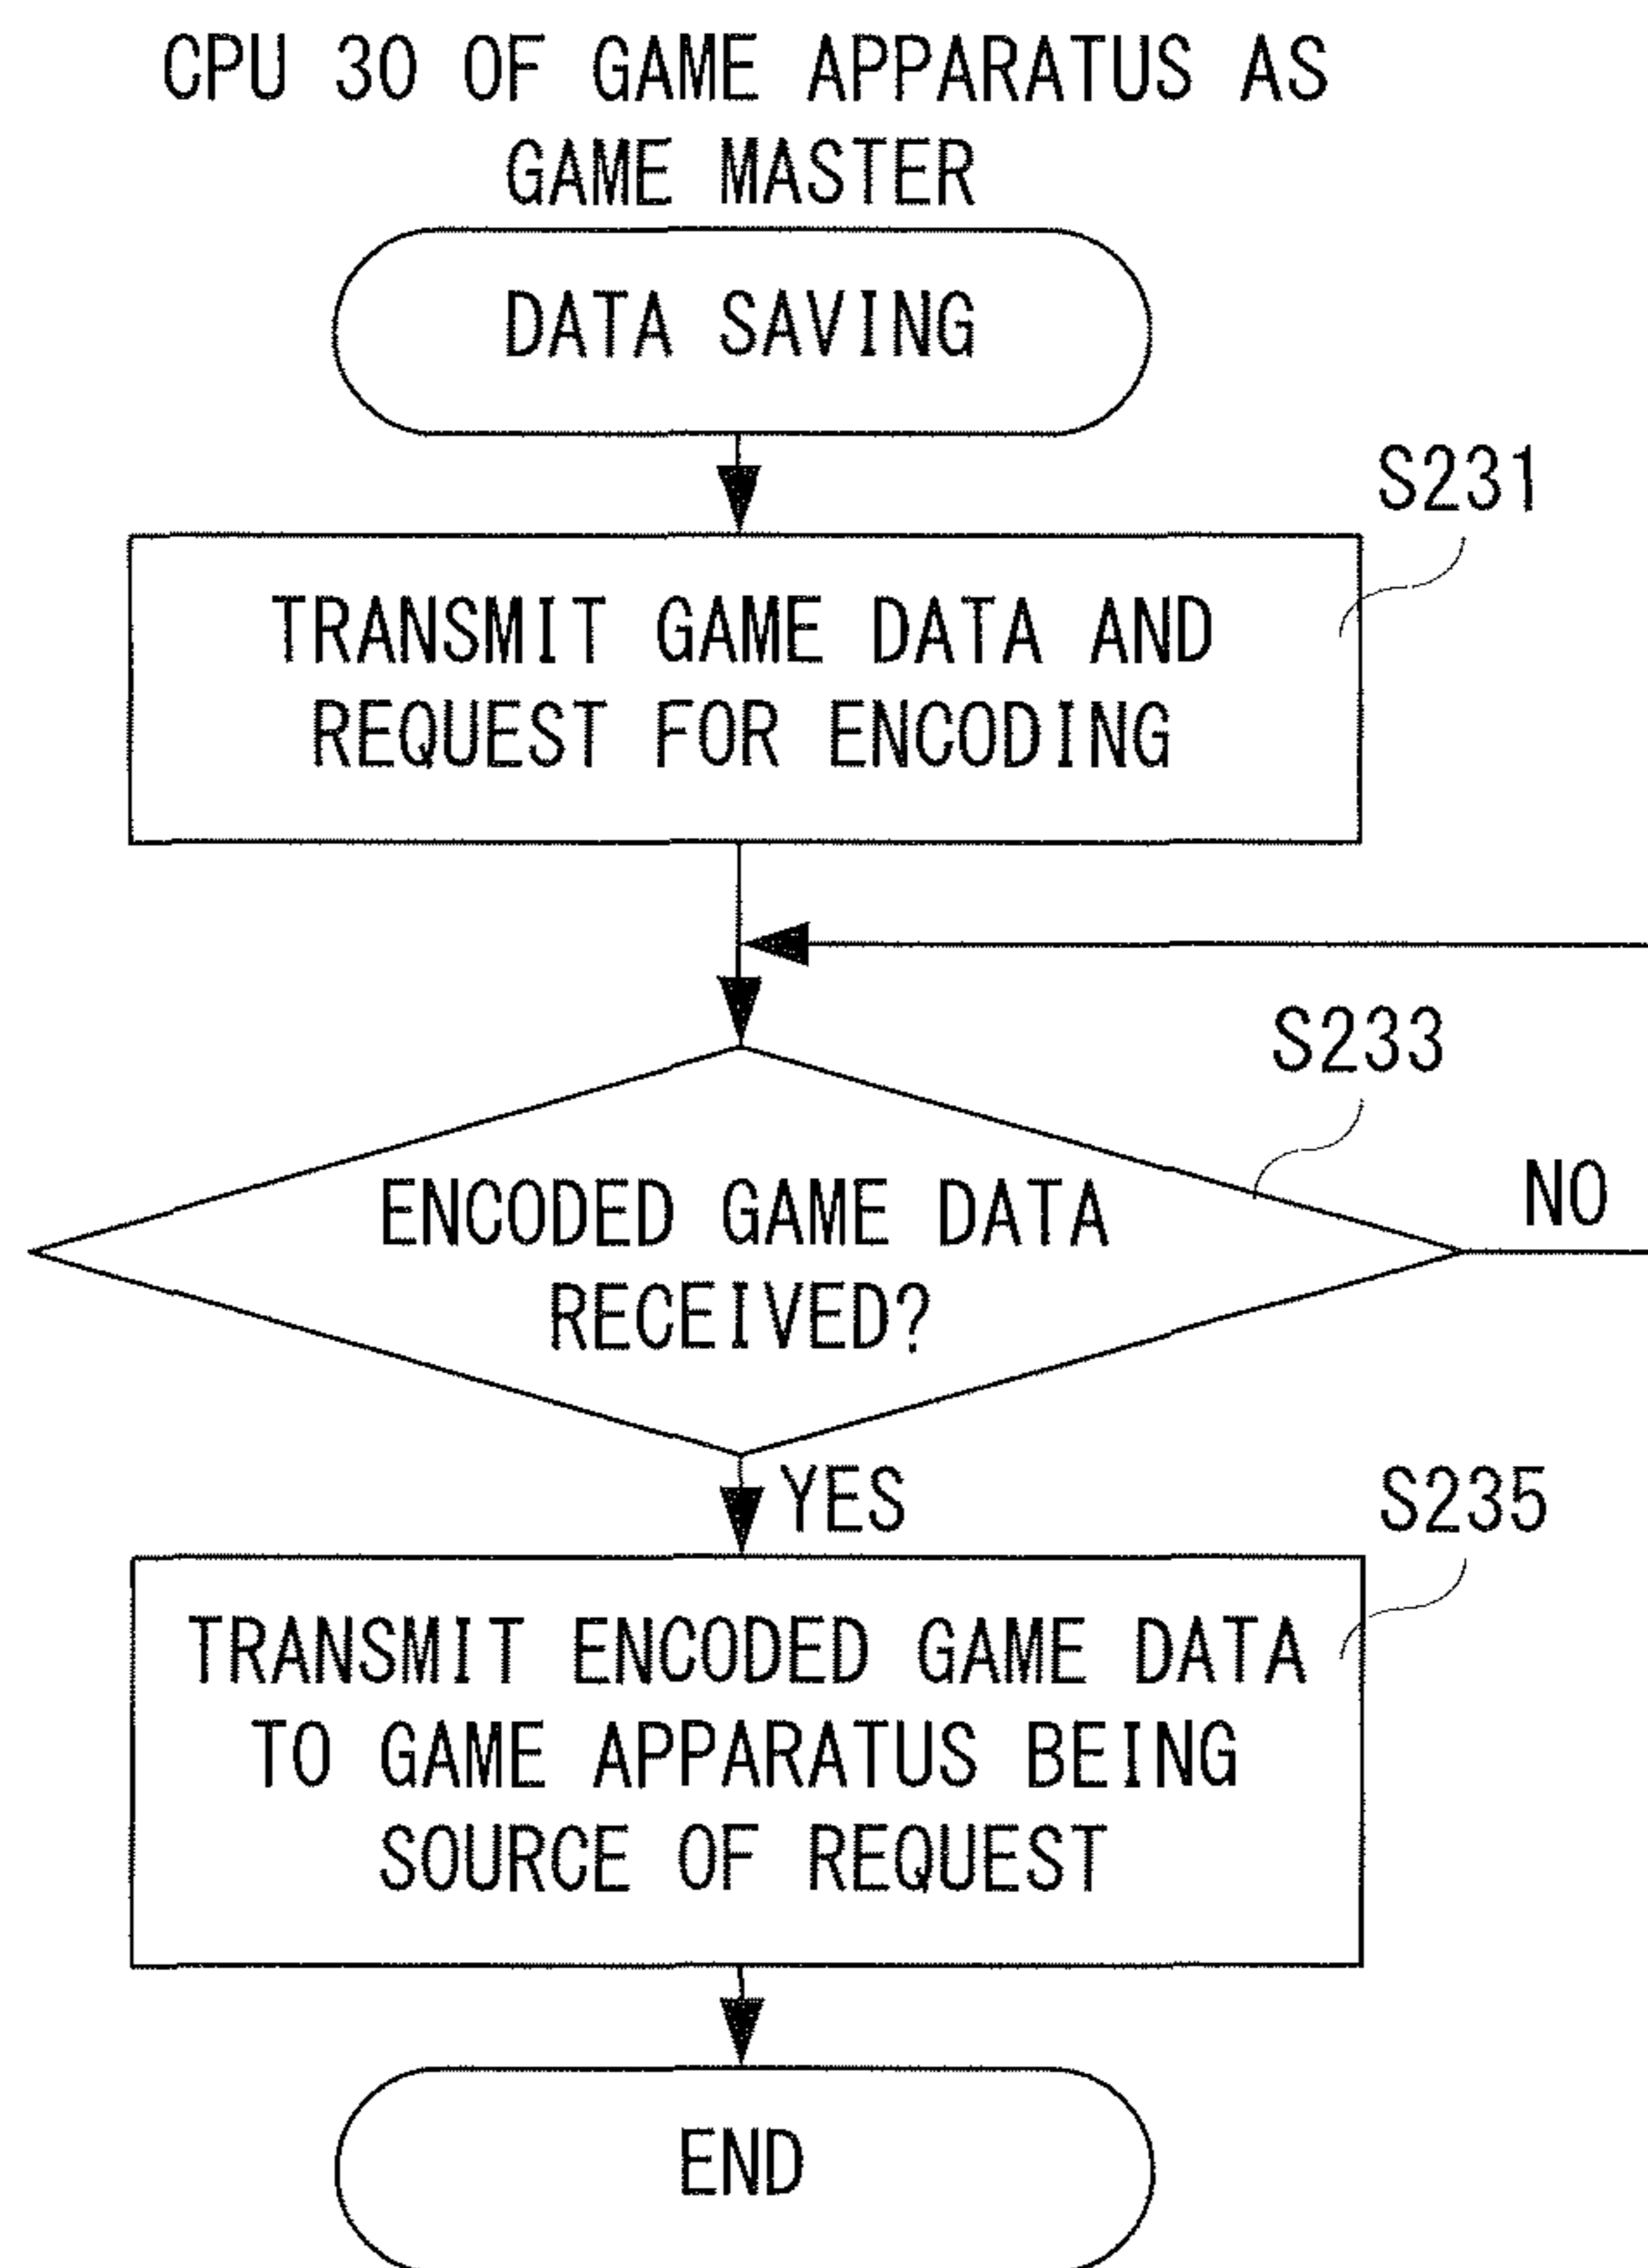 CPU 30 OF GAME APPARATUS AS
GAME MASTER
DATA SAVING
S231
TRANSMIT GAME DATA AND
REQUEST FOR ENCODING
S233
ENCODED GAME DATA
RECEIVED?
NO
YES
S235
TRANSMIT ENCODED GAME DATA
TO GAME APPARATUS BEING
SOURCE OF REQUEST
END